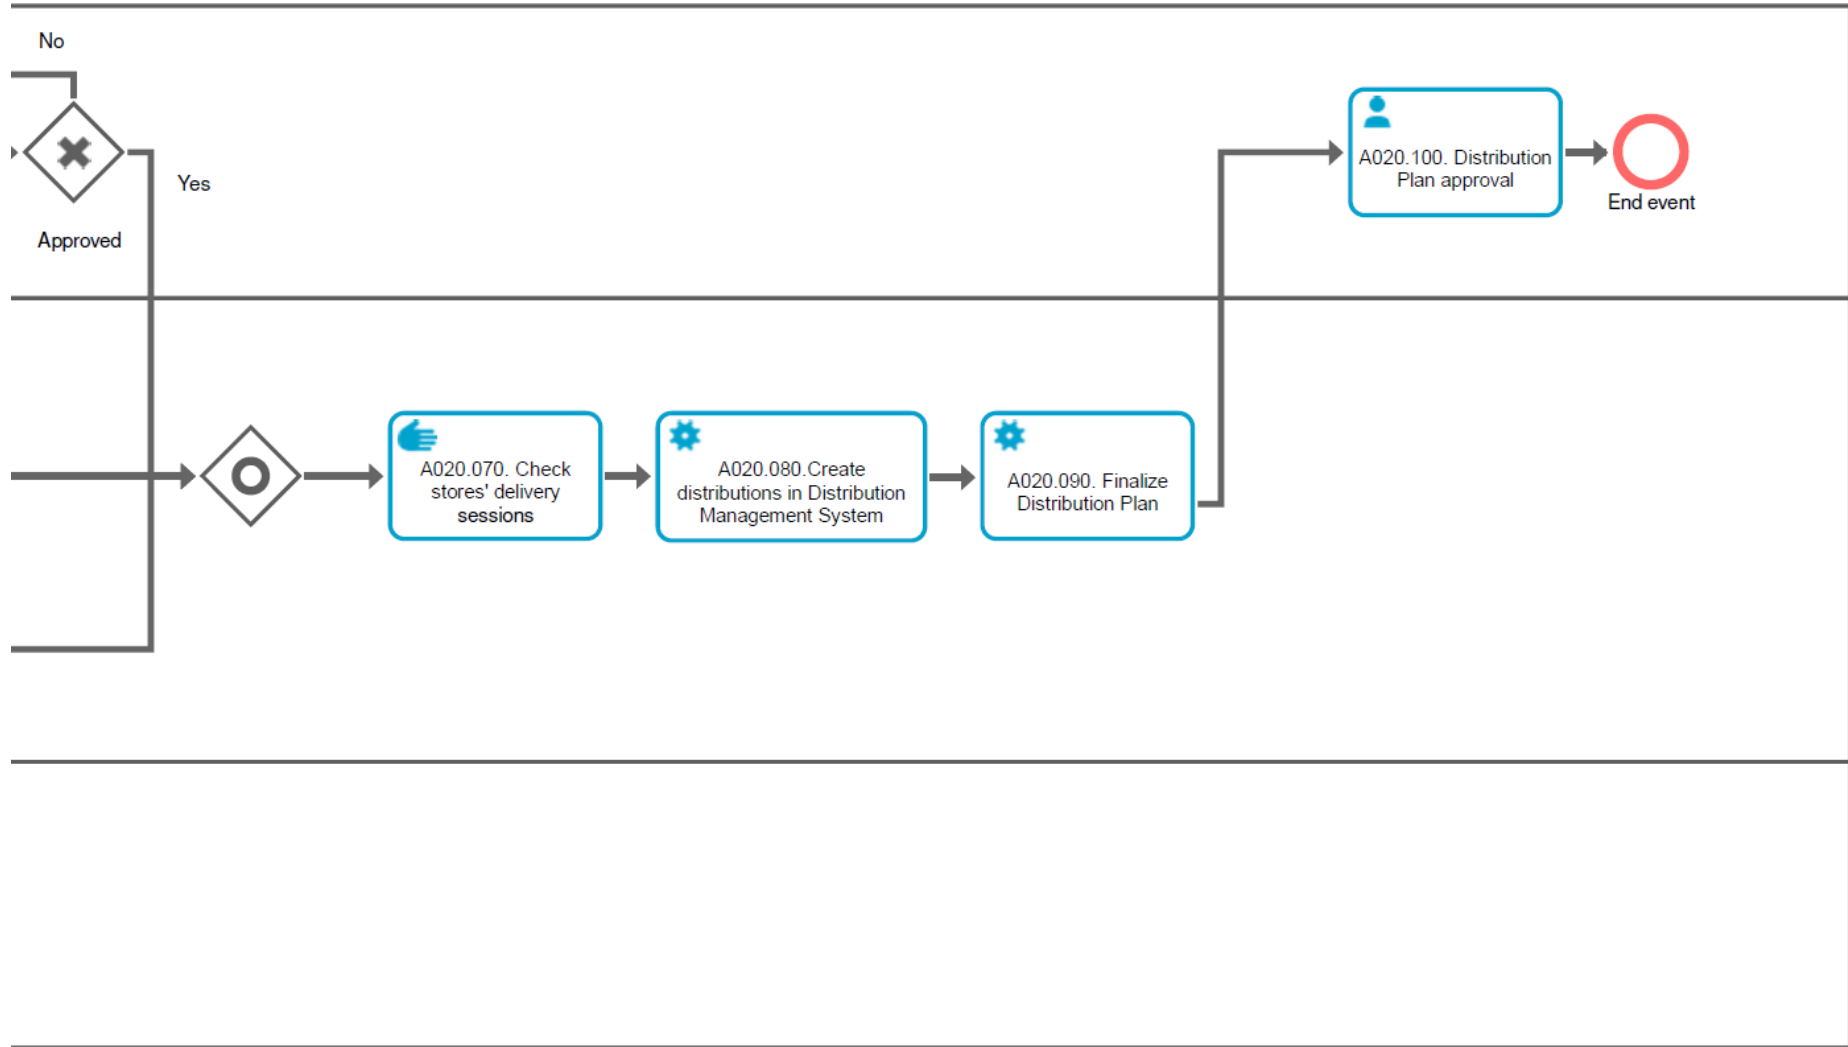 No
Yes
Approved
A020.100. Distribution
Plan approval
End event
A020.070. Check
stores' delivery
sessions
A020.080.Create
distributions in Distribution
Management System
A020.090. Finalize
Distribution Plan